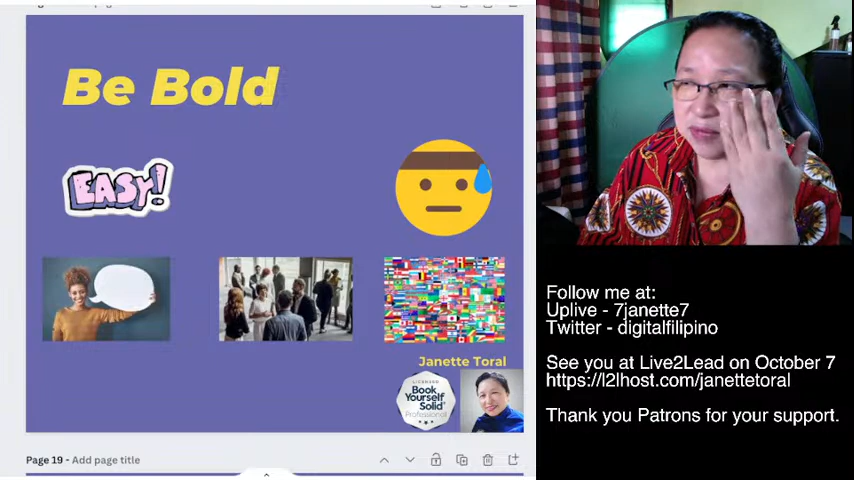 Be Bold
EASY!
Janette Toral
LICENSED
Book
Yourself
Solid
Professional
Page 19 - Add page title
Follow me at:
Uplive - 7janette7
Twitter - digitalfilipino
See you at Live2Lead on October 7
https://l2lhost.com/janettetoral
Thank you Patrons for your support.